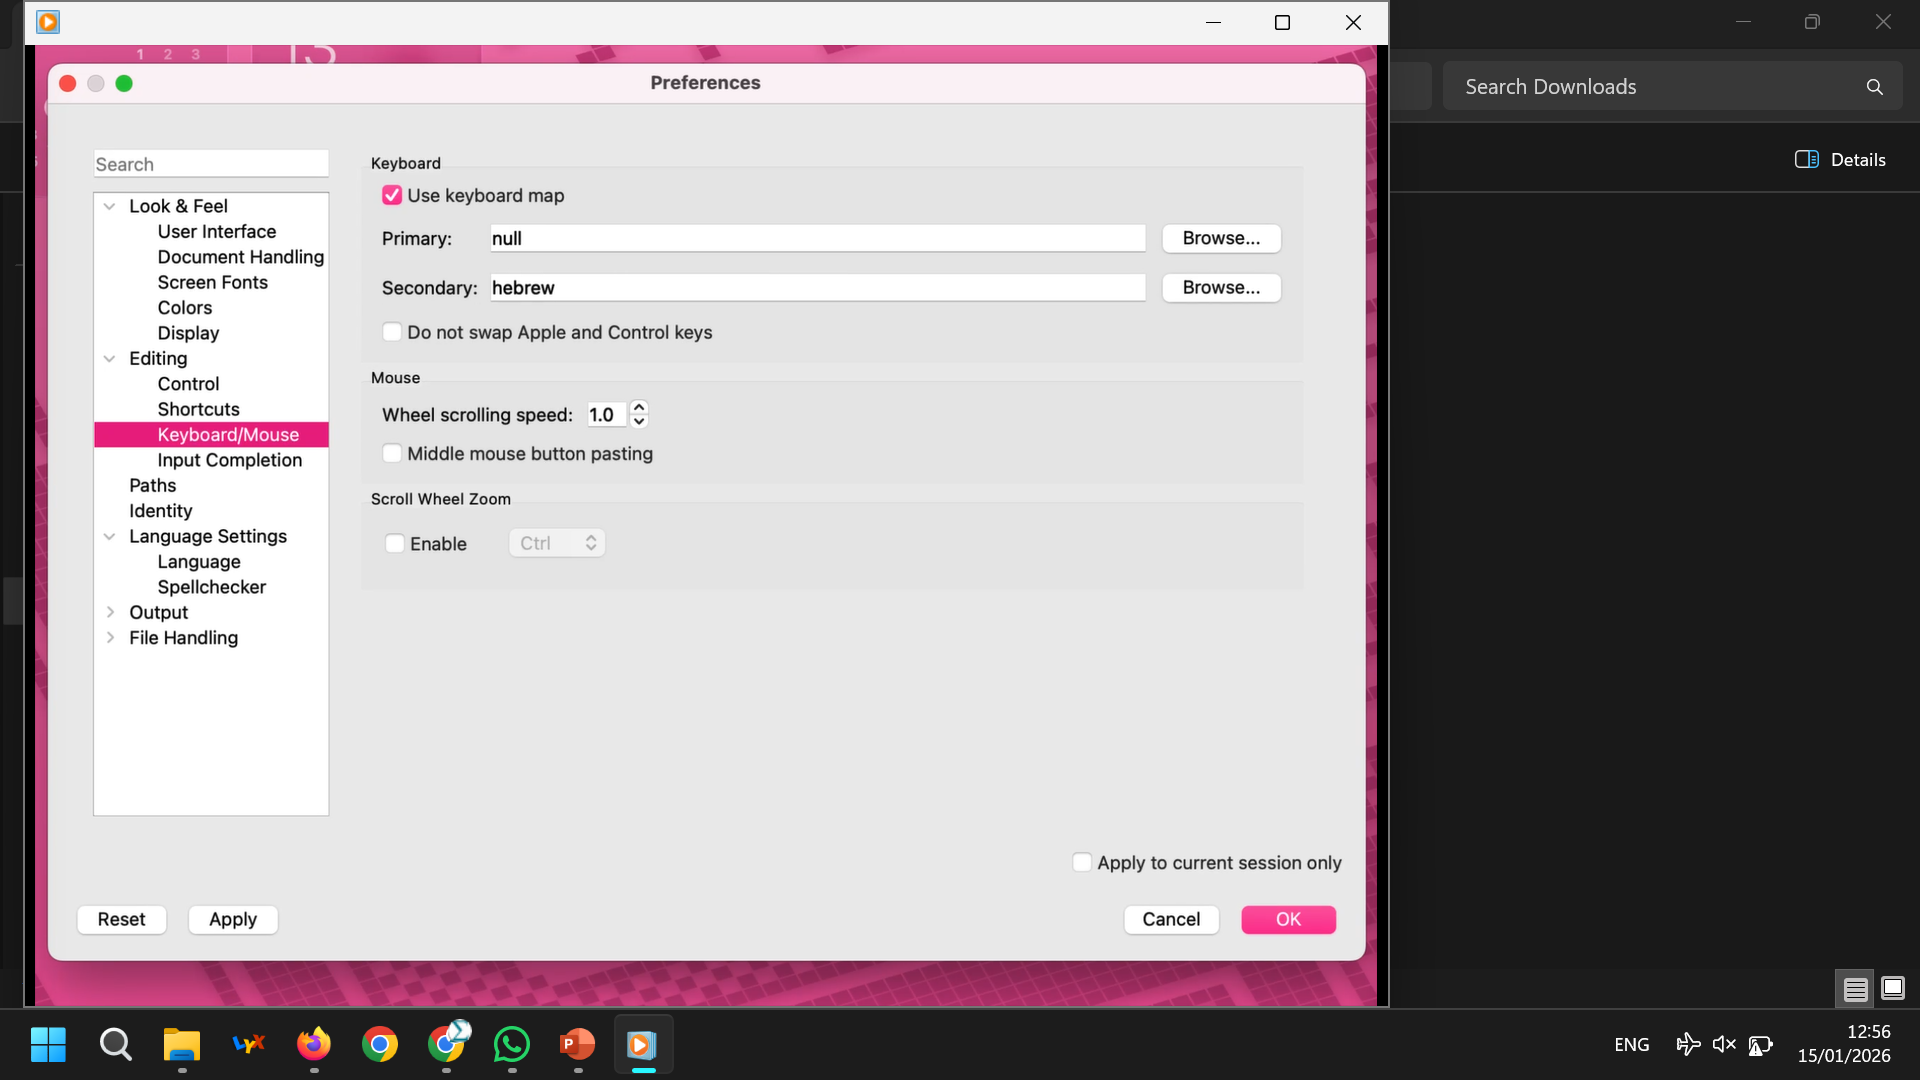 1 2 3
Preferences
Search Downloads
Details
Search
Look & Feel
User Interface
Document Handling
Screen Fonts
Colors
Display
Editing
Control
Shortcuts
Keyboard/Mouse
Input Completion
Paths
Identity
Language Settings
Language
Spellchecker
Output
File Handling
Keyboard
Use keyboard map
Primary: null Browse...
Secondary: hebrew Browse...
Do not swap Apple and Control keys
Mouse
Wheel scrolling speed: 1.0
Middle mouse button pasting
Scroll Wheel Zoom
Enable Ctrl
Apply to current session only
Reset Apply Cancel OK
LyX
P
ENG
12:56
15/01/2026